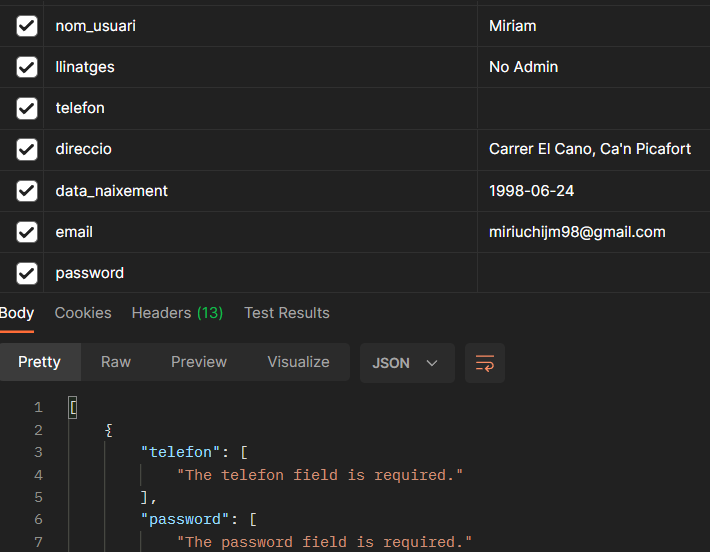 nom_usuari Miriam
llinatges No Admin
telefon
direccio Carrer El Cano, Ca'n Picafort
data_naixement 1998-06-24
email miriuchijm98@gmail.com
password
Body Cookies Headers (13) Test Results
Pretty Raw Preview Visualize JSON
1 [
2 {
3 "telefon": [
4 "The telefon field is required."
5 ],
6 "password": [
7 "The password field is required."